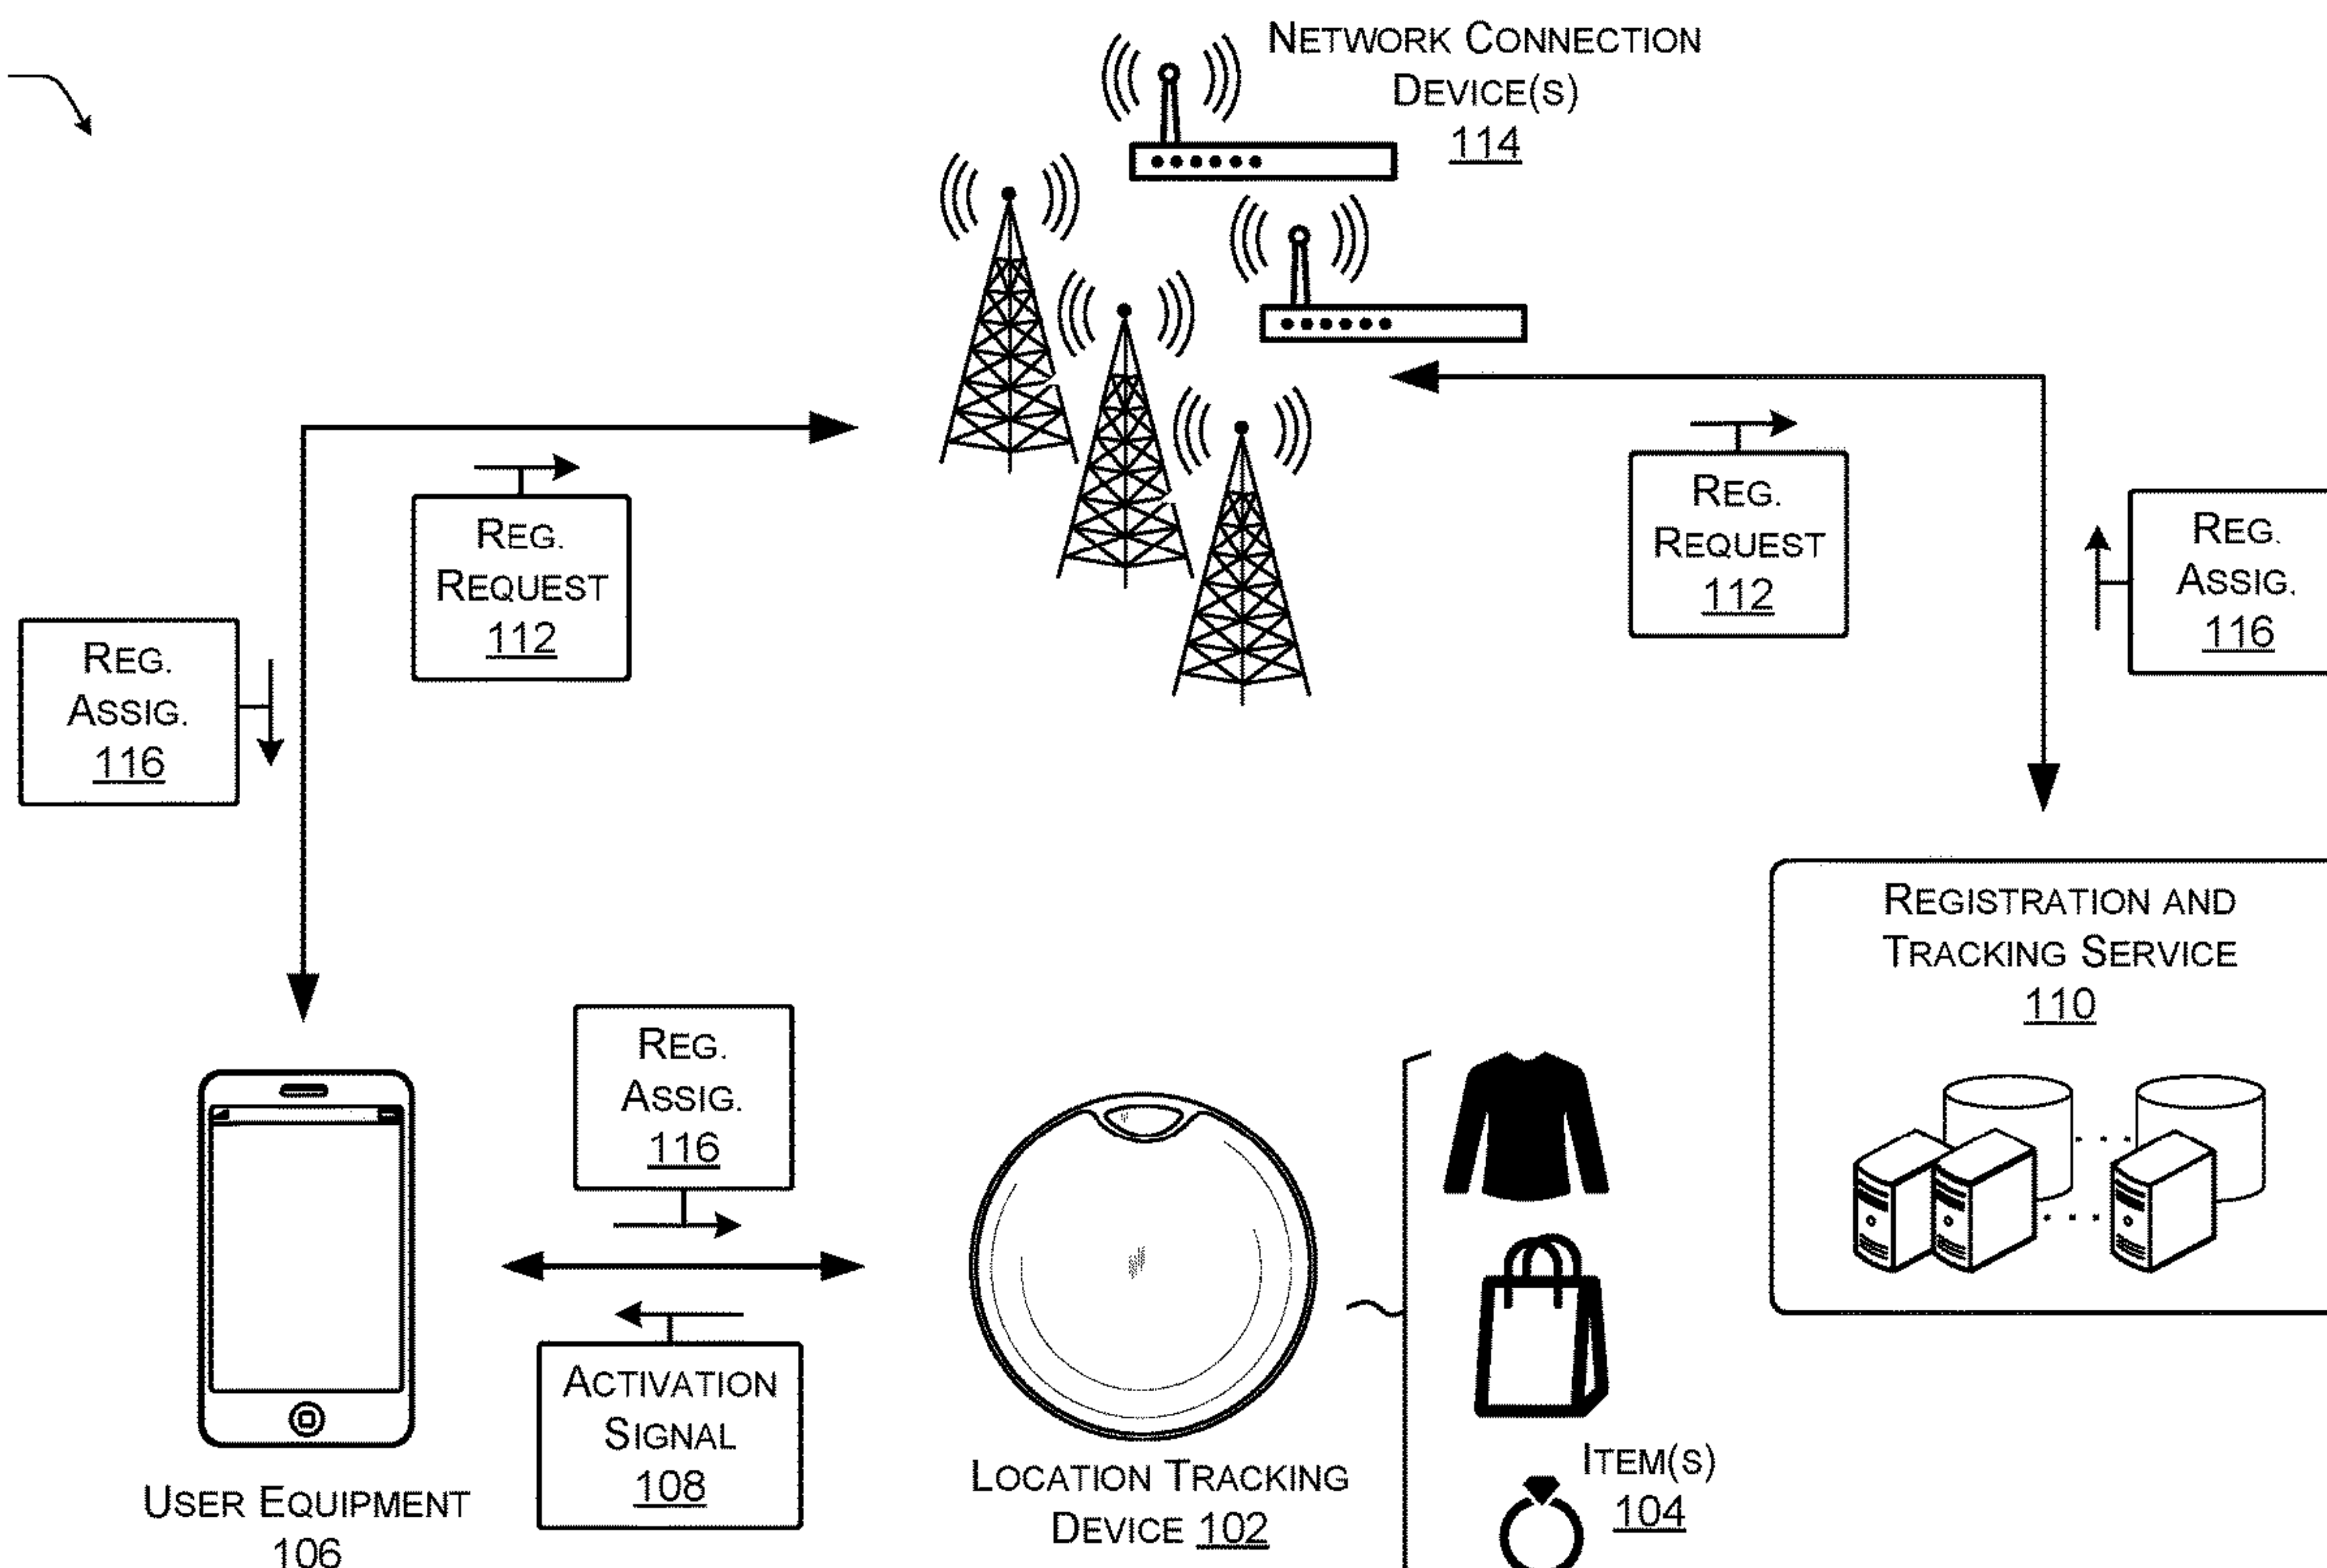 NETWORK CONNECTION
DEVICE(S)
114
REG.
REQUEST
112
REG.
REQUEST
112
REG.
ASSIG.
116
REG.
ASSIG.
116
REGISTRATION AND
TRACKING SERVICE
110
REG.
ASSIG.
116
ACTIVATION
SIGNAL
108
USER EQUIPMENT
106
LOCATION TRACKING
DEVICE 102
ITEM(S)
104